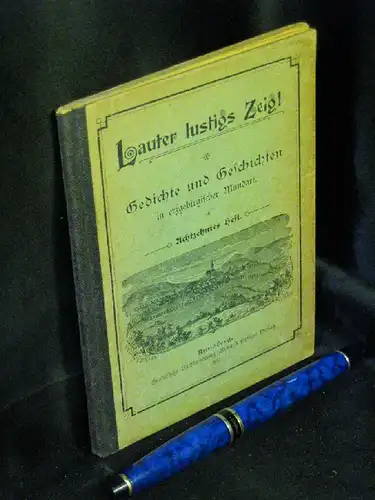 Lauter lustigs Zeig!
Gedichte und Geschichten
in erzgebirgischer Mundart.
Achtzehntes Heft.